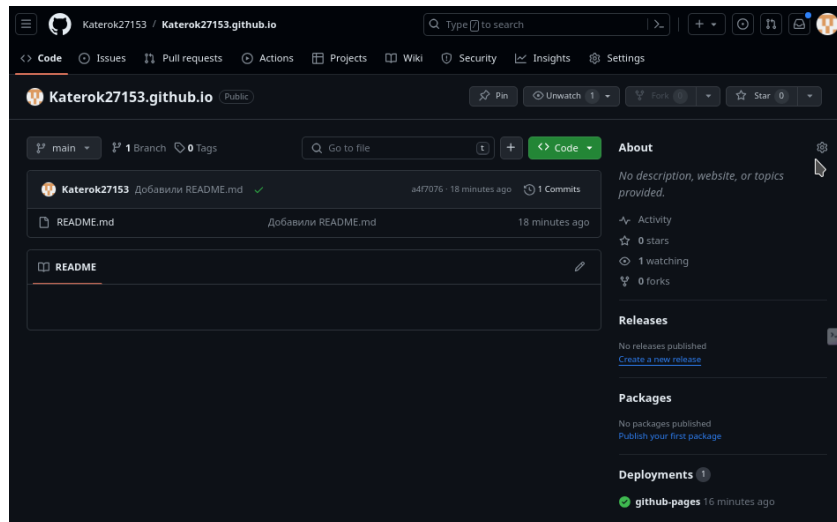 Katerok27153 / Katerok27153.github.io Type / to search
Code Issues Pull requests Actions Projects Wiki Security Insights Settings
Katerok27153.github.io Public Pin Unwatch 1 Fork Star 0
main 1 Branch 0 Tags Go to file t Code
Katerok27153 Добавили README.md a4f7076 · 18 minutes ago 1 Commits
README.md Добавили README.md 18 minutes ago
README
About
No description, website, or topics
provided.
Activity
0 stars
1 watching
0 forks
Releases
No releases published
Create a new release
Packages
No packages published
Publish your first package
Deployments 1
github-pages 16 minutes ago